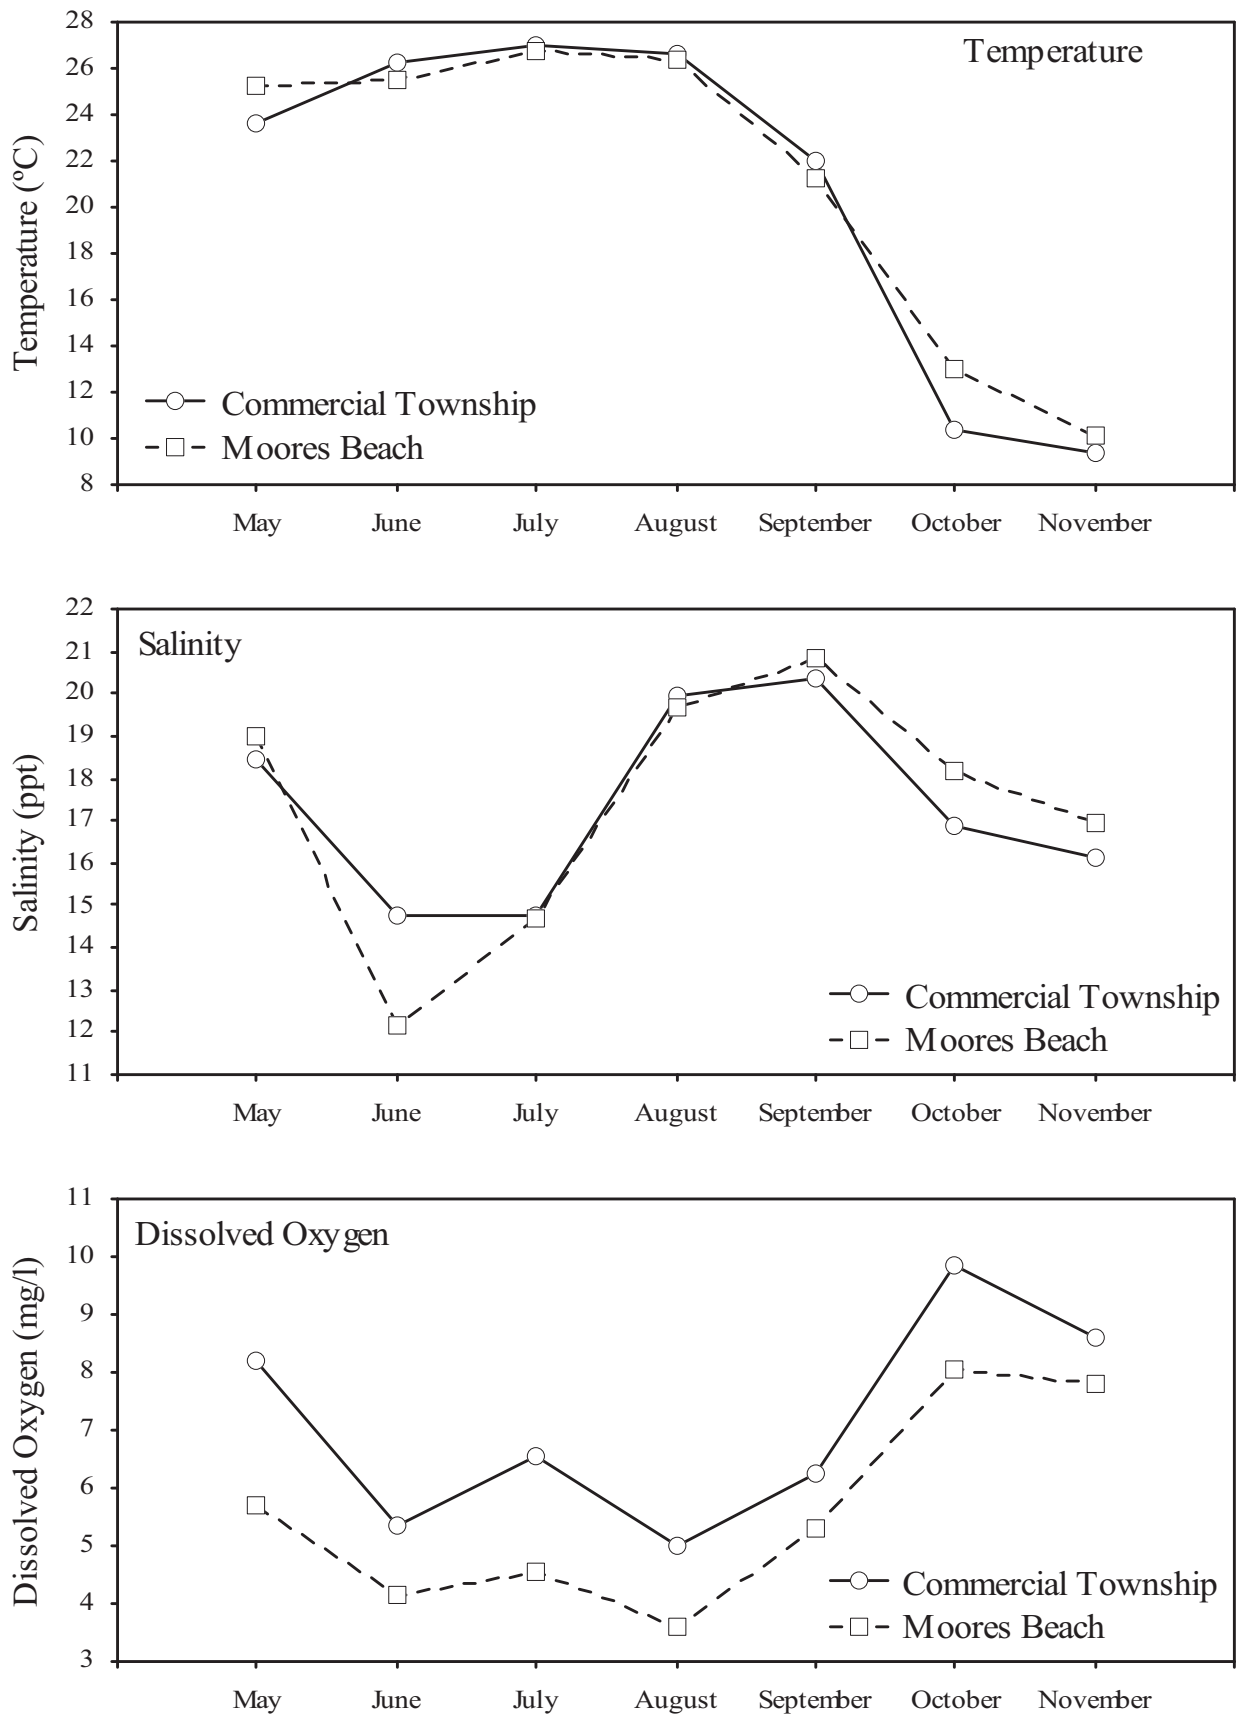 Temperature
Temperature (ºC)
28
26
24
22
20
18
16
14
12
10
8
Commercial Township
Moores Beach
May June July August September October November
Salinity
Salinity (ppt)
22
21
20
19
18
17
16
15
14
13
12
11
Commercial Township
Moores Beach
May June July August September October November
Dissolved Oxygen
Dissolved Oxygen (mg/l)
11
10
9
8
7
6
5
4
3
Commercial Township
Moores Beach
May June July August September October November